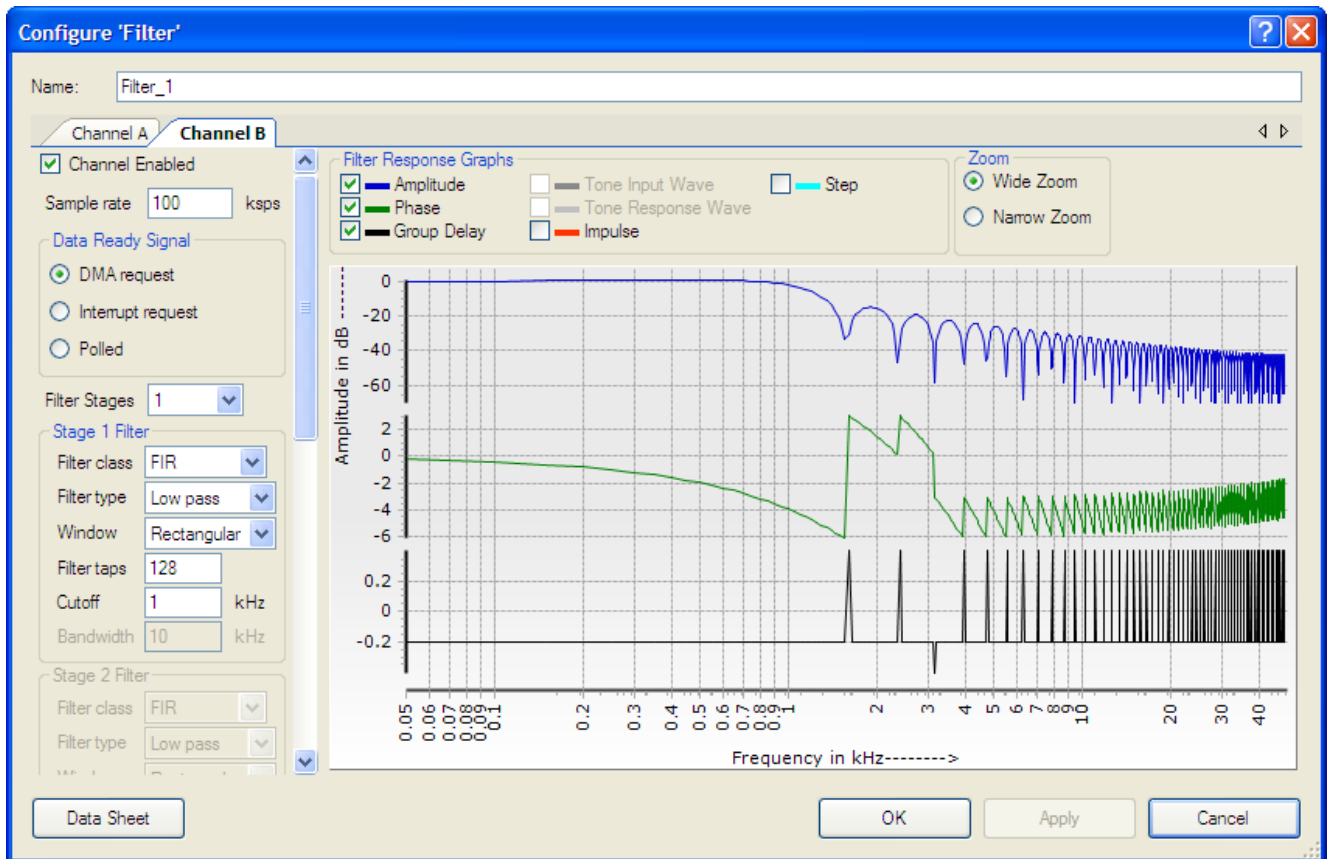 Configure 'Filter'
Name: Filter_1
Channel A Channel B
Channel Enabled
Sample rate 100 ksps
Data Ready Signal
DMA request
Interrupt request
Polled
Filter Stages 1
Stage 1 Filter
Filter class FIR
Filter type Low pass
Window Rectangular
Filter taps 128
Cutoff 1 kHz
Bandwidth 10 kHz
Stage 2 Filter
Filter class FIR
Filter type Low pass
Filter Response Graphs
Amplitude Tone Input Wave Step
Phase Tone Response Wave
Group Delay Impulse
Zoom
Wide Zoom
Narrow Zoom
Amplitude in dB ------->
0
-20
-40
-60
2
0
-2
-4
-6
0.2
0
-0.2
0.05 0.06 0.07 0.08 0.09 0.1 0.2 0.3 0.4 0.5 0.6 0.7 0.8 0.9 1 2 3 4 5 6 7 8 9 10 20 30 40
Frequency in kHz-------->
Data Sheet OK Apply Cancel